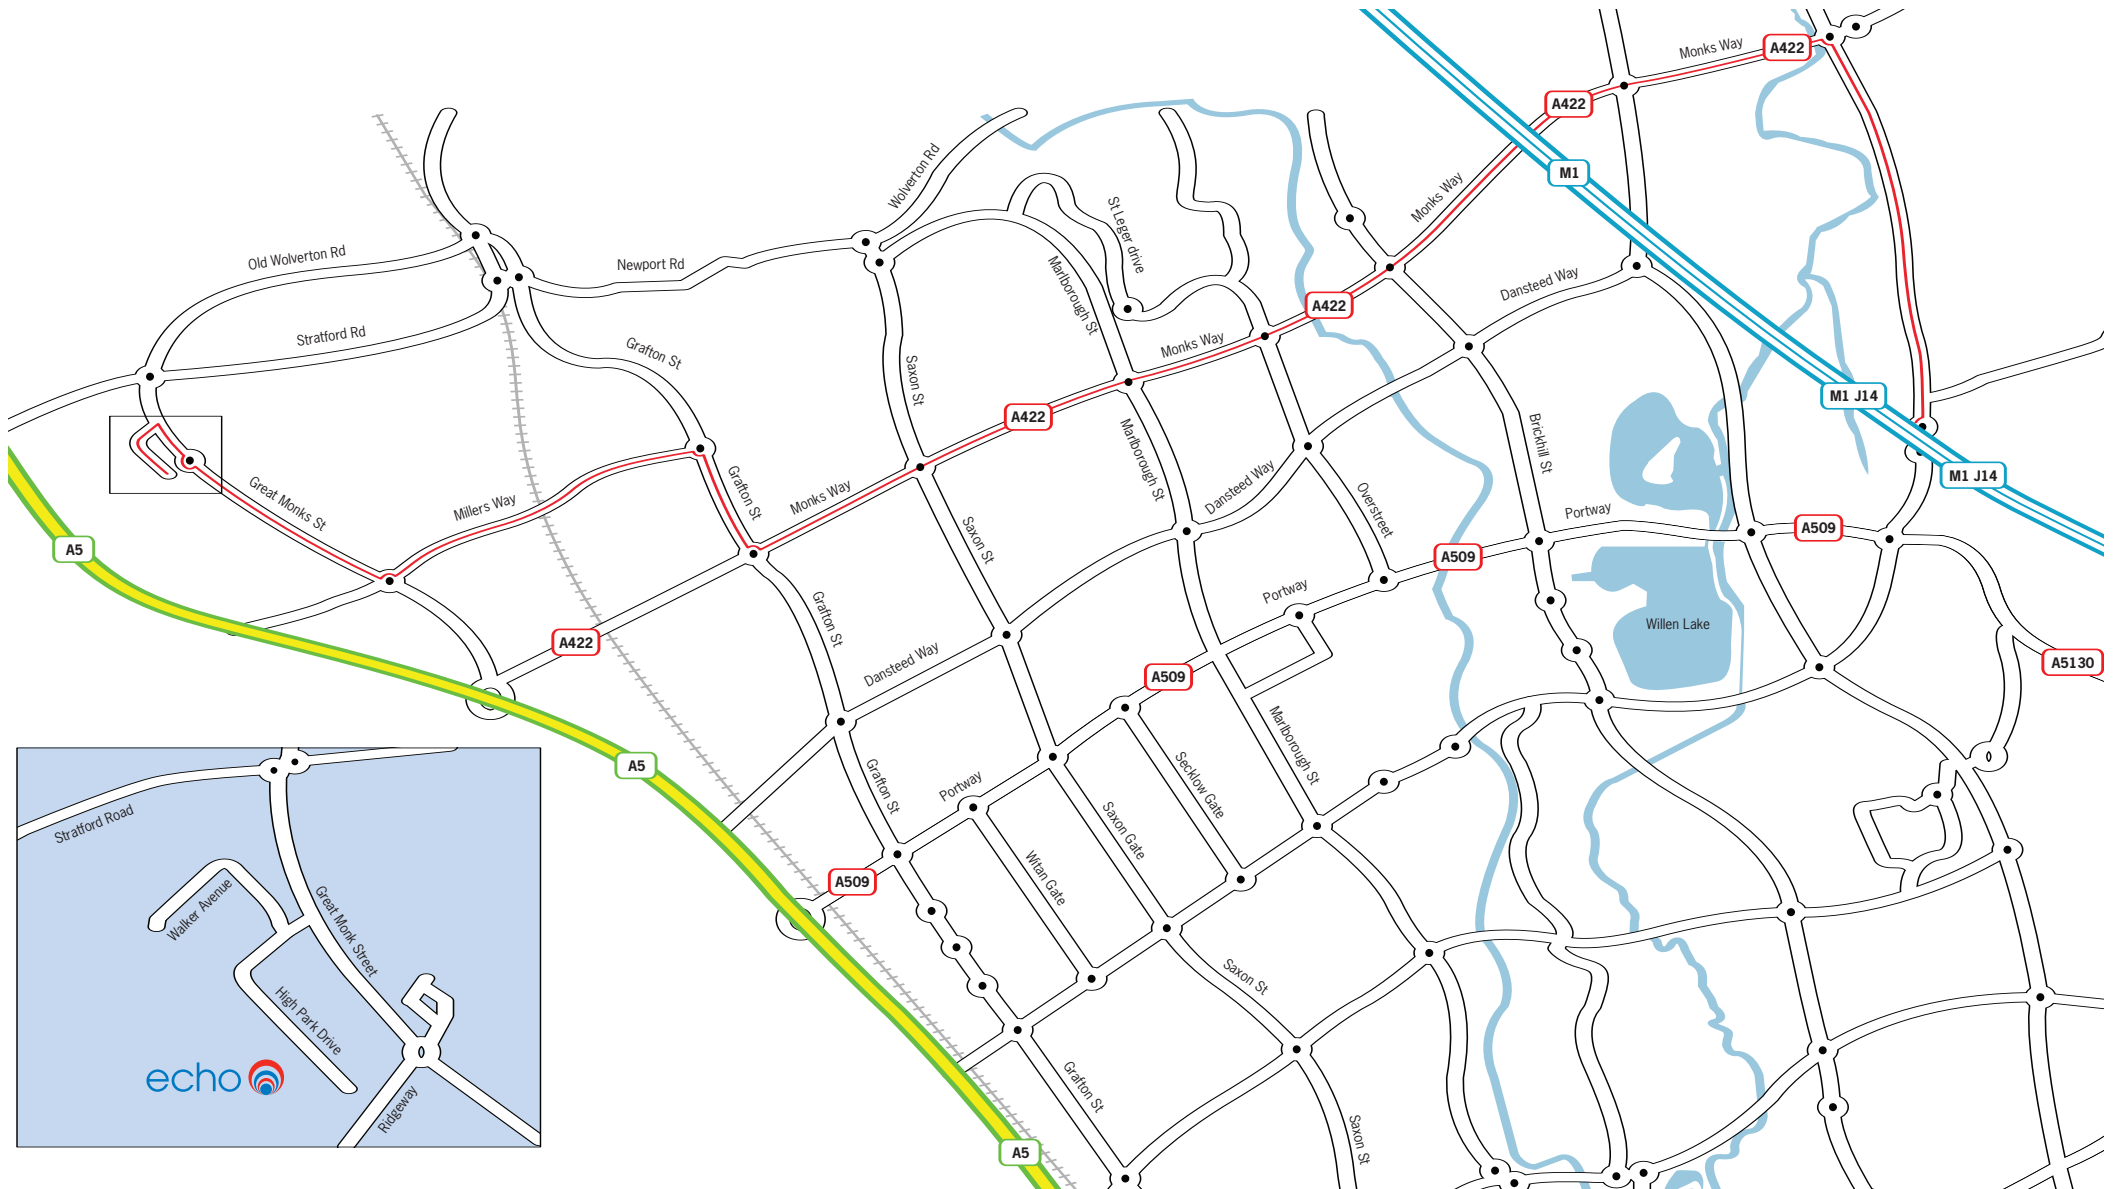 Monks Way
A422
A422
M1
Monks Way
Wolverton Rd
St Leger drive
Old Wolverton Rd
Newport Rd
Marlborough St
Dansteed Way
A422
Stratford Rd
Grafton St
Monks Way
Saxon St
M1 J14
A422
Marlborough St
Brickhill St
M1 J14
Great Monks St
Millers Way
Grafton St
Monks Way
Dansteed Way
Overstreet
Portway
A509
A5
Saxon St
A509
Portway
Grafton St
A422
Willen Lake
Dansteed Way
A509
A5130
Marlborough St
A5
Grafton St
Portway
Secklow Gate
Saxon Gate
Witan Gate
A509
Saxon St
Grafton St
Saxon St
A5
Stratford Road
Walker Avenue
Great Monk Street
High Park Drive
echo
Ridgeway